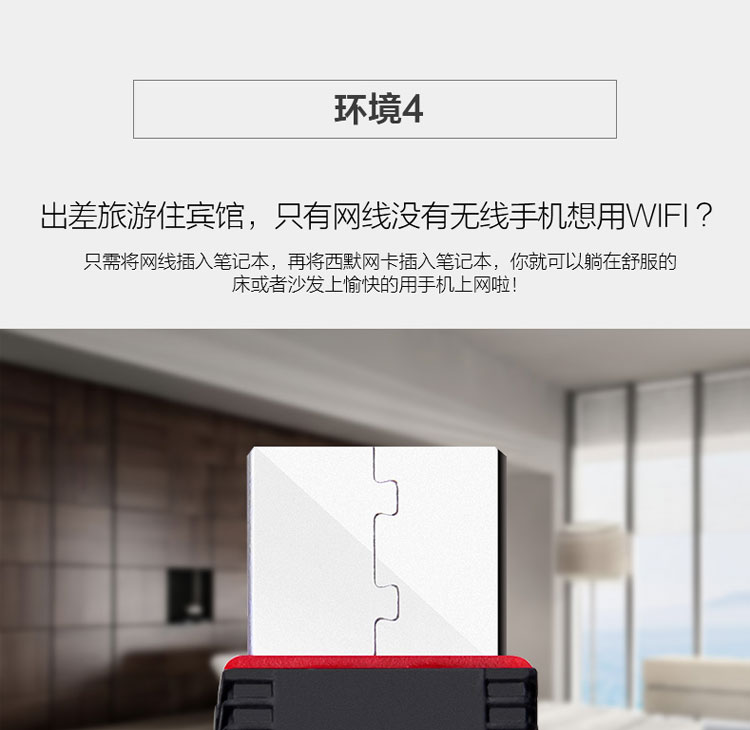 环境4
出差旅游住宾馆，只有网线没有无线手机想用WIFI？
只需将网线插入笔记本，再将西默网卡插入笔记本，你就可以躺在舒服的
床或者沙发上愉快的用手机上网啦！